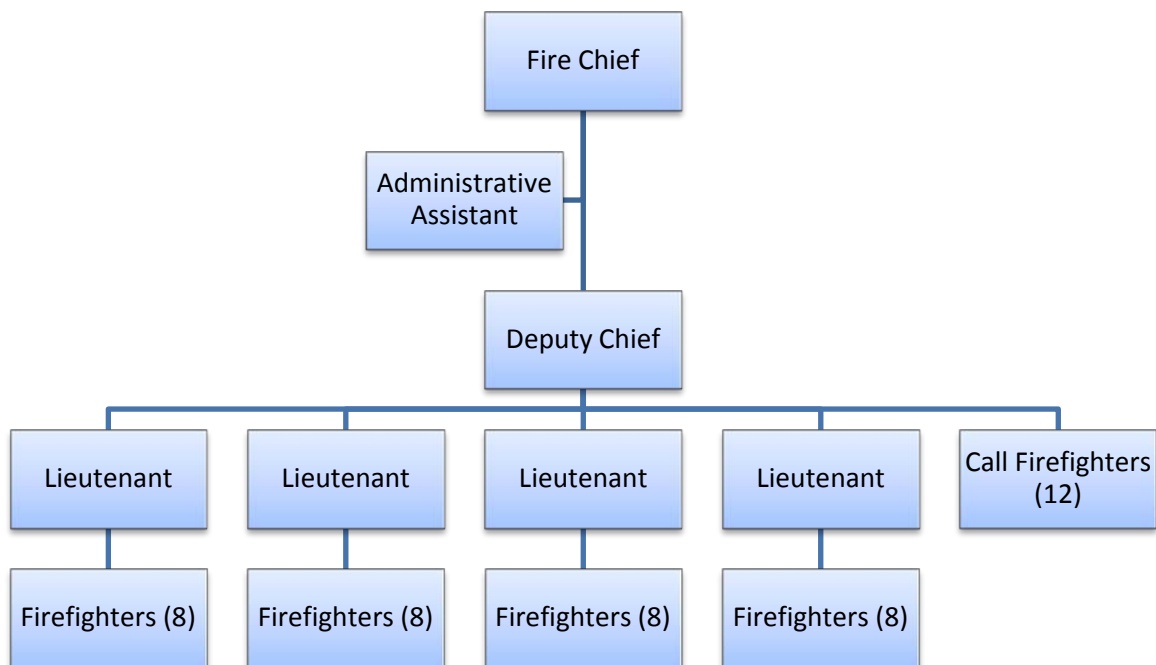 Fire Chief
Administrative
Assistant
Deputy Chief
Lieutenant
Lieutenant
Lieutenant
Lieutenant
Call Firefighters
(12)
Firefighters (8)
Firefighters (8)
Firefighters (8)
Firefighters (8)